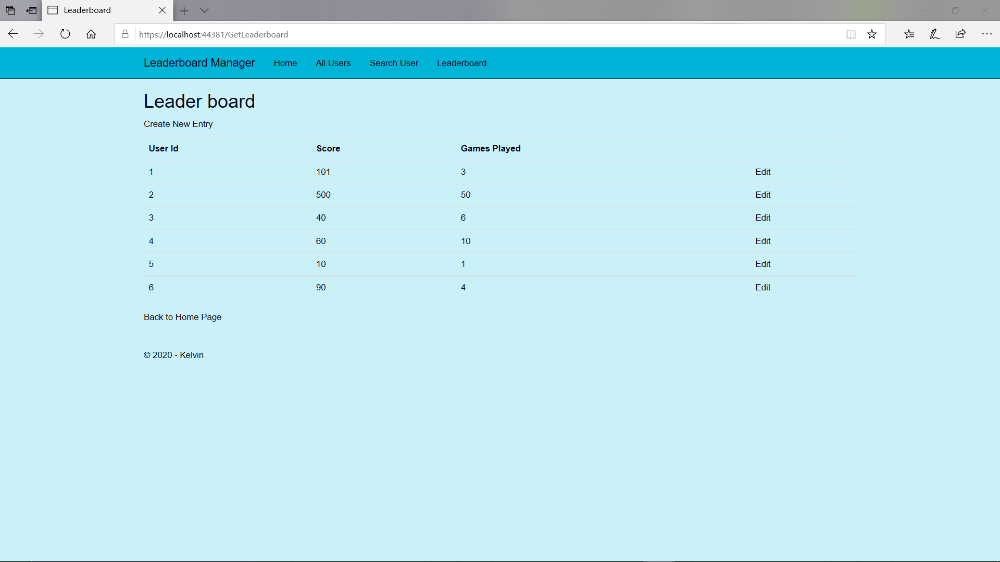 Leaderboard
https://localhost:44381/GetLeaderboard
Leaderboard Manager Home All Users Search User Leaderboard
Leader board
Create New Entry
User Id Score Games Played
1 101 3 Edit
2 500 50 Edit
3 40 6 Edit
4 60 10 Edit
5 10 1 Edit
6 90 4 Edit
Back to Home Page
© 2020 - Kelvin